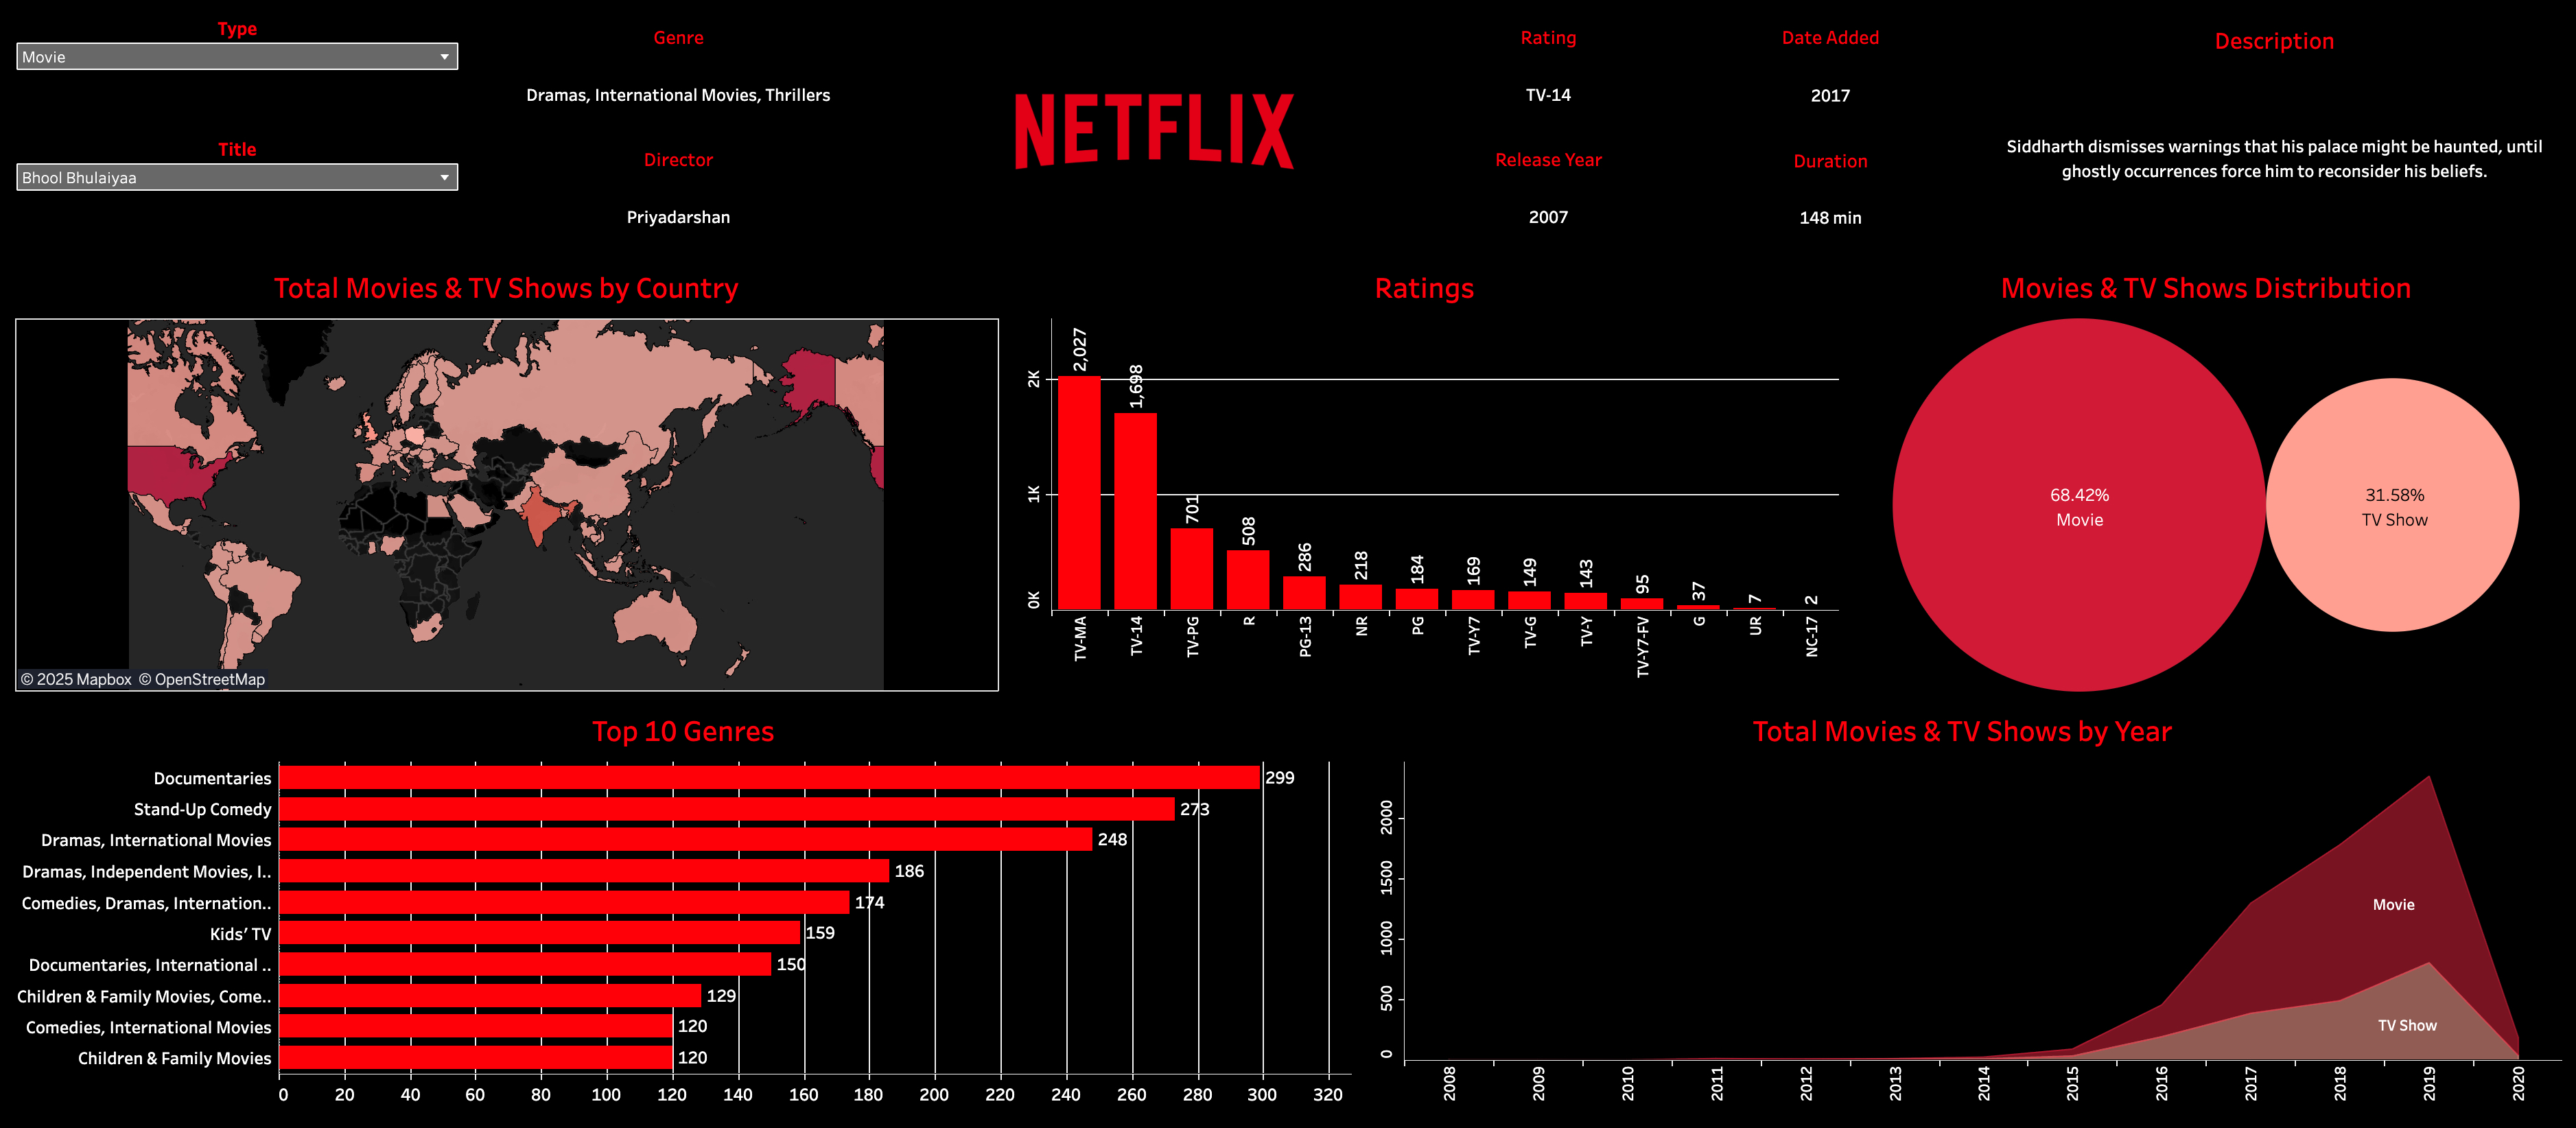 Type
Movie
Title
Bhool Bhulaiyaa
Genre
Dramas, International Movies, Thrillers
Director
Priyadarshan
NETFLIX
Rating
TV-14
Release Year
2007
Date Added
2017
Duration
148 min
Description
Siddharth dismisses warnings that his palace might be haunted, until
ghostly occurrences force him to reconsider his beliefs.
Total Movies & TV Shows by Country
© 2025 Mapbox © OpenStreetMap
Ratings
2K
1K
0K
2,027
1,698
701
508
286
218
184
169
149
143
95
37
7
2
TV-MA
TV-14
TV-PG
R
PG-13
NR
PG
TV-Y7
TV-G
TV-Y
TV-Y7-FV
G
UR
NC-17
Movies & TV Shows Distribution
68.42%
Movie
31.58%
TV Show
Top 10 Genres
Documentaries 299
Stand-Up Comedy 273
Dramas, International Movies 248
Dramas, Independent Movies, I.. 186
Comedies, Dramas, Internation.. 174
Kids’ TV 159
Documentaries, International .. 150
Children & Family Movies, Come.. 129
Comedies, International Movies 120
Children & Family Movies 120
0 20 40 60 80 100 120 140 160 180 200 220 240 260 280 300 320
Total Movies & TV Shows by Year
2000
1500
1000
500
0
Movie
TV Show
2008 2009 2010 2011 2012 2013 2014 2015 2016 2017 2018 2019 2020